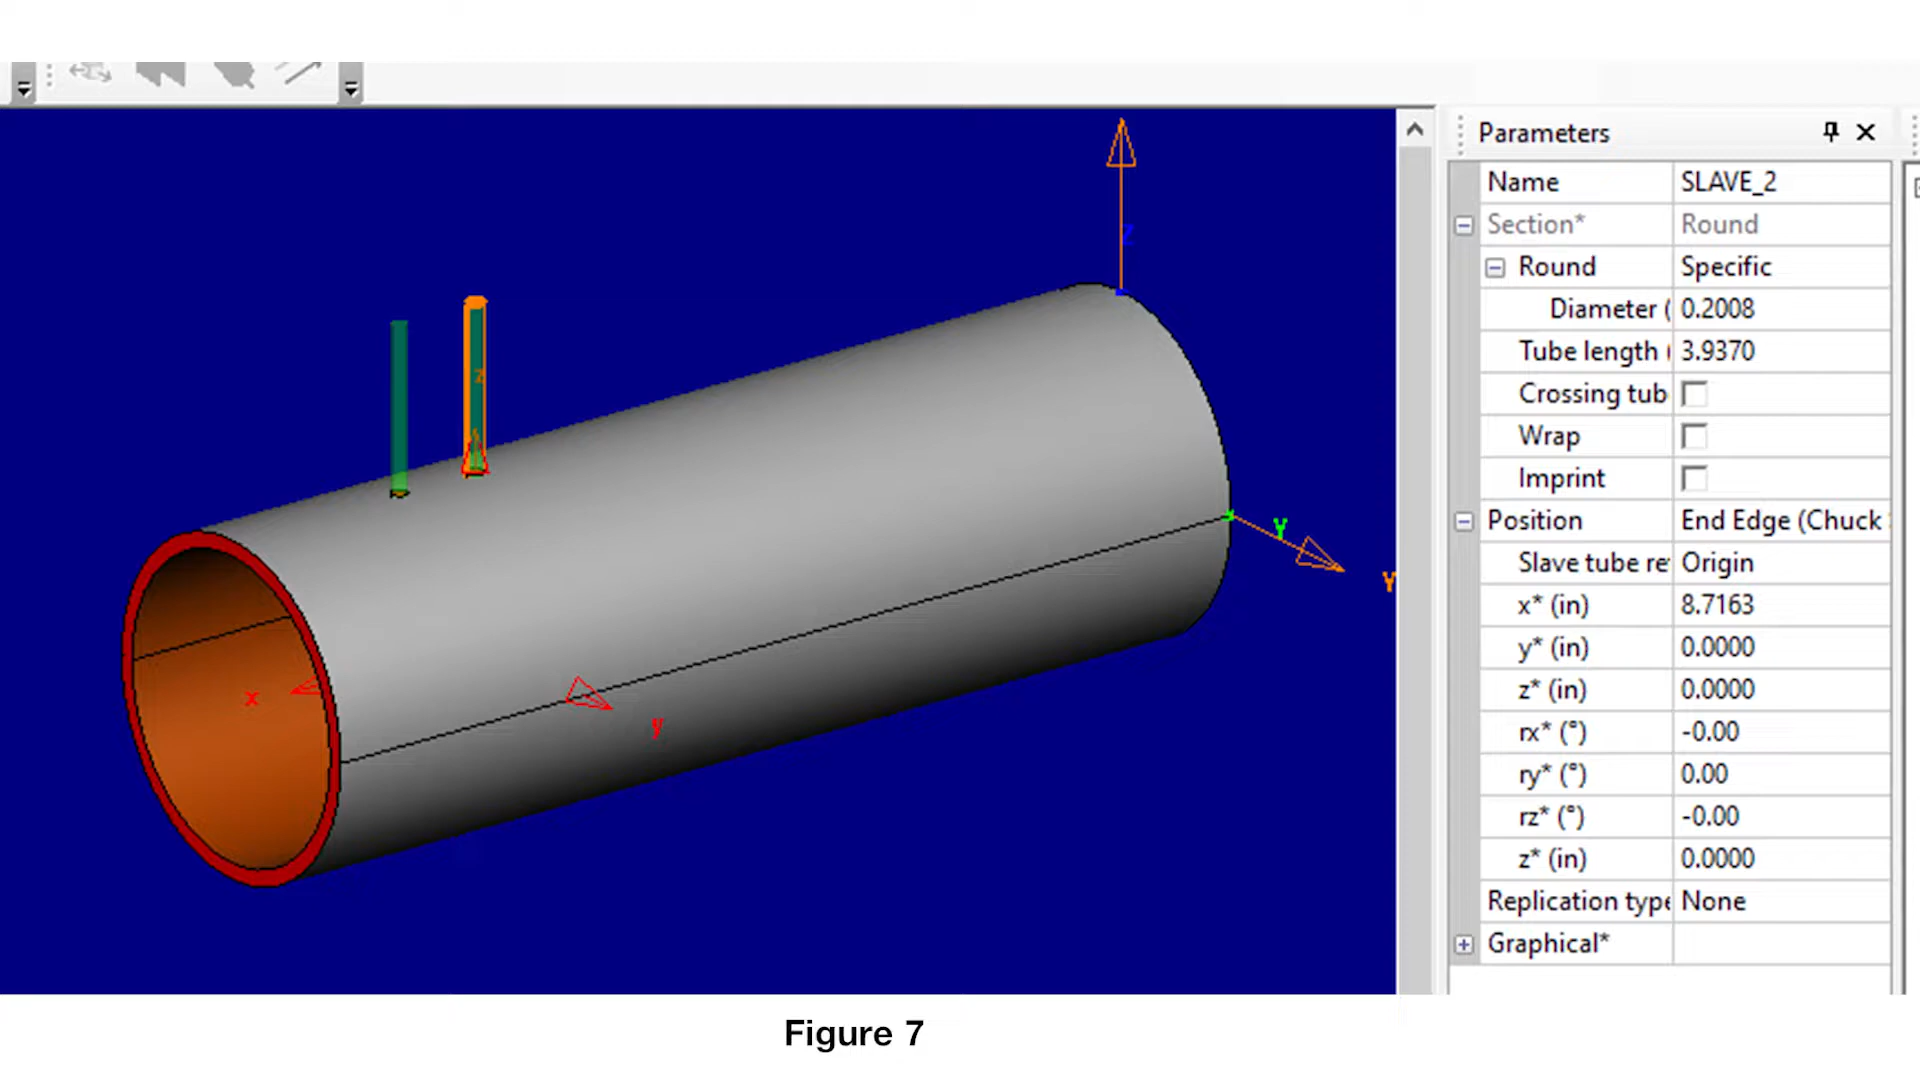 Parameters
Name SLAVE_2
Section* Round
Round Specific
Diameter ( 0.2008
Tube length 3.9370
Crossing tub
Wrap
Imprint
Position End Edge (Chuck
Slave tube re Origin
x* (in) 8.7163
y* (in) 0.0000
z* (in) 0.0000
rx* (°) -0.00
ry* (°) 0.00
rz* (°) -0.00
z* (in) 0.0000
Replication type None
Graphical*
Z
z
Y
Y
x
y
Figure 7